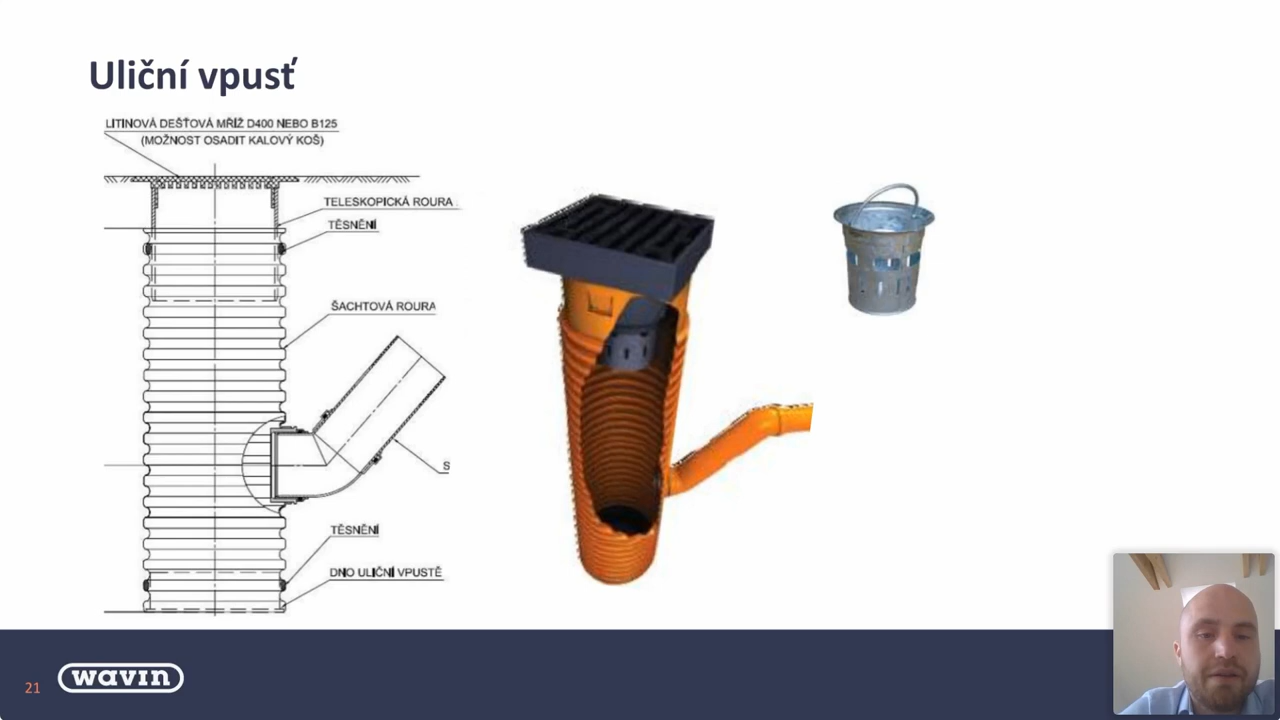 Uliční vpusť
LITINOVÁ DEŠŤOVÁ MŘÍŽ D400 NEBO B125
(MOŽNOST OSADIT KALOVÝ KOŠ)
TELESKOPICKÁ ROURA
TĚSNĚNÍ
ŠACHTOVÁ ROURA
S
TĚSNĚNÍ
DNO ULIČNÍ VPUSTĚ
21
wavin